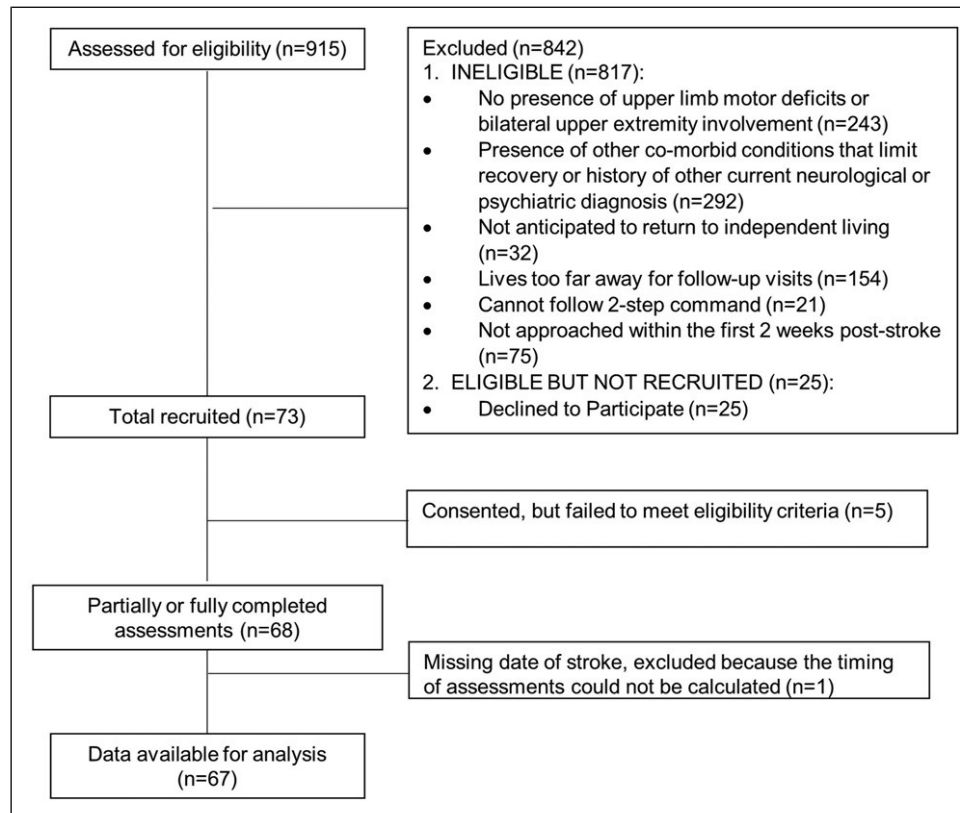 Assessed for eligibility (n=915)
Excluded (n=842)
1. INELIGIBLE (n=817):
• No presence of upper limb motor deficits or
bilateral upper extremity involvement (n=243)
• Presence of other co-morbid conditions that limit
recovery or history of other current neurological or
psychiatric diagnosis (n=292)
• Not anticipated to return to independent living
(n=32)
• Lives too far away for follow-up visits (n=154)
• Cannot follow 2-step command (n=21)
• Not approached within the first 2 weeks post-stroke
(n=75)
2. ELIGIBLE BUT NOT RECRUITED (n=25):
• Declined to Participate (n=25)
Total recruited (n=73)
Consented, but failed to meet eligibility criteria (n=5)
Partially or fully completed
assessments (n=68)
Missing date of stroke, excluded because the timing
of assessments could not be calculated (n=1)
Data available for analysis
(n=67)